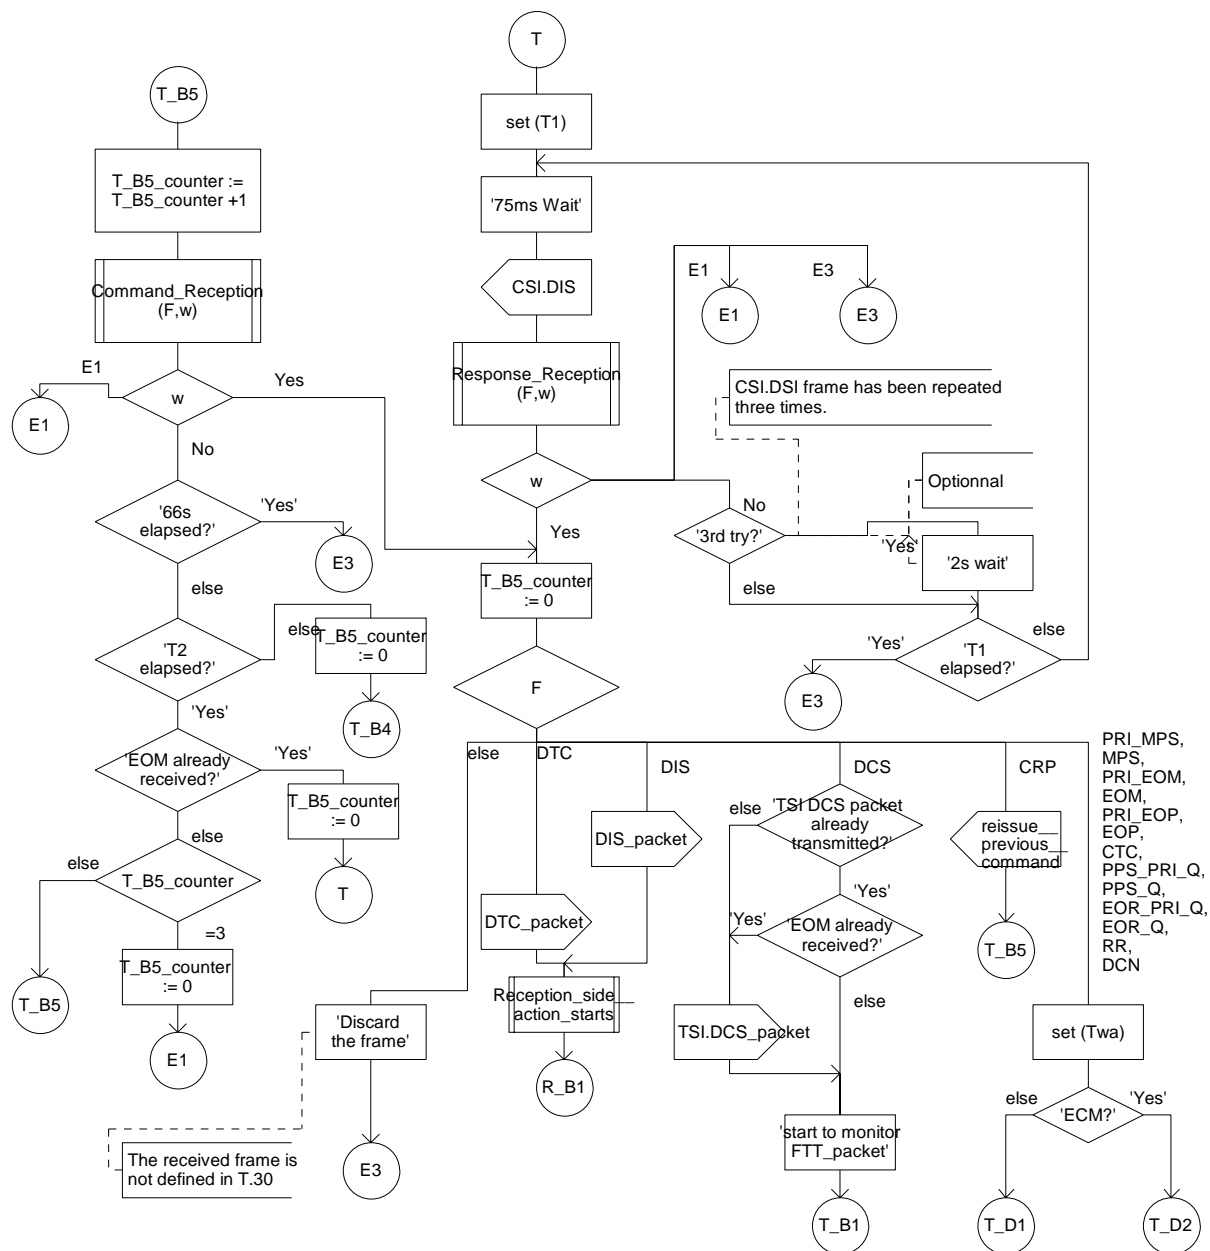 T
T_B5
set (T1)
T_B5_counter :=
T_B5_counter +1
'75ms Wait'
Command_Reception
(F,w)
CSI.DIS
E1
E3
E1
E3
Response_Reception
(F,w)
E1
Yes
w
E1
CSI.DSI frame has been repeated
three times.
No
w
Optionnal
'66s
elapsed?'
'Yes'
E3
Yes
No
'3rd try?'
'Yes'
'2s wait'
else
T_B5_counter
:= 0
else
'T2
elapsed?'
else
T_B5_counter
:= 0
'Yes'
'T1
elapsed?'
else
E3
F
'Yes'
T_B4
'EOM already
received?'
'Yes'
T_B5_counter
:= 0
else
DTC
DIS
DCS
CRP
PRI_MPS,
MPS,
PRI_EOM,
EOM,
PRI_EOP,
EOP,
CTC,
PPS_PRI_Q,
PPS_Q,
EOR_PRI_Q,
EOR_Q,
RR,
DCN
else
'TSI DCS packet
already
transmitted?'
DIS_packet
reissue__
previous__
command
else
else
T_B5_counter
T
'Yes'
=3
DTC_packet
'Yes'
'EOM already
received?'
T_B5
T_B5_counter
:= 0
T_B5
Reception_side__
action_starts
else
'Discard
the frame'
TSI.DCS_packet
set (Twa)
E1
R_B1
else
'Yes'
'ECM?'
'start to monitor
FTT_packet'
The received frame is
not defined in T.30
E3
T_B1
T_D1
T_D2